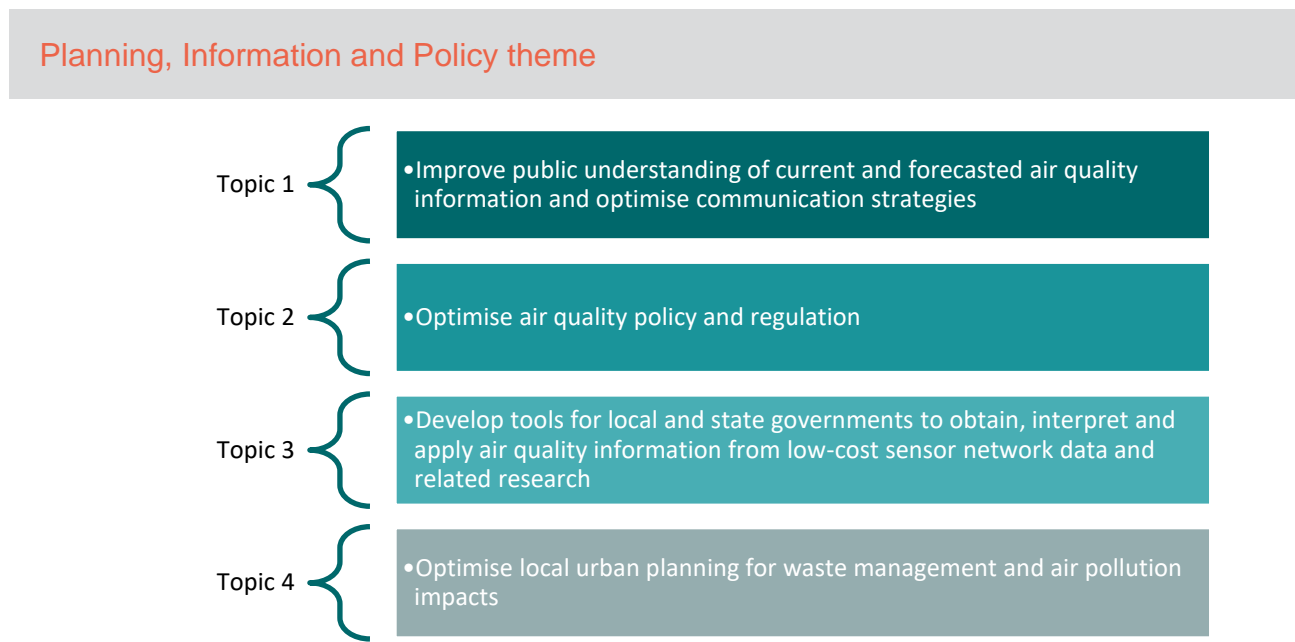 Planning, Information and Policy theme
Topic 1
•Improve public understanding of current and forecasted air quality
information and optimise communication strategies
Topic 2
•Optimise air quality policy and regulation
Topic 3
•Develop tools for local and state governments to obtain, interpret and
apply air quality information from low-cost sensor network data and
related research
Topic 4
•Optimise local urban planning for waste management and air pollution
impacts